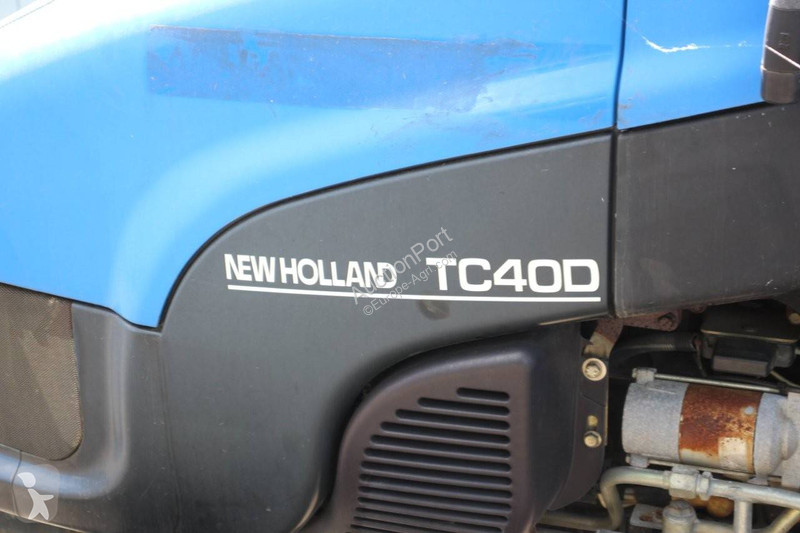 NEW HOLLAND TC40D
AuctionPort
©Europe-Agri.com